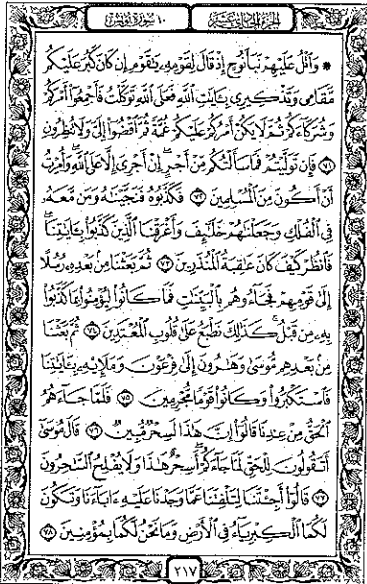 ١٠ سورة يونس الجزء الحادي عشر
۞ وَٱتْلُ عَلَيْهِمْ نَبَأَ نُوحٍ إِذْ قَالَ لِقَوْمِهِۦ يَٰقَوْمِ إِن كَانَ كَبُرَ عَلَيْكُم
مَّقَامِى وَتَذْكِيرِى بِـَٔايَٰتِ ٱللَّهِ فَعَلَى ٱللَّهِ تَوَكَّلْتُ فَأَجْمِعُوٓا۟ أَمْرَكُمْ
وَشُرَكَآءَكُمْ ثُمَّ لَا يَكُنْ أَمْرُكُمْ عَلَيْكُمْ غُمَّةً ثُمَّ ٱقْضُوٓا۟ إِلَىَّ وَلَا تُنظِرُونِ
٧١ فَإِن تَوَلَّيْتُمْ فَمَا سَأَلْتُكُم مِّنْ أَجْرٍ إِنْ أَجْرِىَ إِلَّا عَلَى ٱللَّهِ وَأُمِرْتُ
أَنْ أَكُونَ مِنَ ٱلْمُسْلِمِينَ ٧٢ فَكَذَّبُوهُ فَنَجَّيْنَٰهُ وَمَن مَّعَهُۥ
فِى ٱلْفُلْكِ وَجَعَلْنَٰهُمْ خَلَٰٓئِفَ وَأَغْرَقْنَا ٱلَّذِينَ كَذَّبُوا۟ بِـَٔايَٰتِنَا
فَٱنظُرْ كَيْفَ كَانَ عَٰقِبَةُ ٱلْمُنذَرِينَ ٧٣ ثُمَّ بَعَثْنَا مِنۢ بَعْدِهِۦ رُسُلًا
إِلَىٰ قَوْمِهِمْ فَجَآءُوهُم بِٱلْبَيِّنَٰتِ فَمَا كَانُوا۟ لِيُؤْمِنُوا۟ بِمَا كَذَّبُوا۟
بِهِۦ مِن قَبْلُ كَذَٰلِكَ نَطْبَعُ عَلَىٰ قُلُوبِ ٱلْمُعْتَدِينَ ٧٤ ثُمَّ بَعَثْنَا
مِنۢ بَعْدِهِم مُّوسَىٰ وَهَٰرُونَ إِلَىٰ فِرْعَوْنَ وَمَلَإِي۟هِۦ بِـَٔايَٰتِنَا
فَٱسْتَكْبَرُوا۟ وَكَانُوا۟ قَوْمًا مُّجْرِمِينَ ٧٥ فَلَمَّا جَآءَهُمُ
ٱلْحَقُّ مِنْ عِندِنَا قَالُوٓا۟ إِنَّ هَٰذَا لَسِحْرٌ مُّبِينٌ ٧٦ قَالَ مُوسَىٰٓ
أَتَقُولُونَ لِلْحَقِّ لَمَّا جَآءَكُمْ أَسِحْرٌ هَٰذَا وَلَا يُفْلِحُ ٱلسَّٰحِرُونَ
٧٧ قَالُوٓا۟ أَجِئْتَنَا لِتَلْفِتَنَا عَمَّا وَجَدْنَا عَلَيْهِ ءَابَآءَنَا وَتَكُونَ
لَكُمَا ٱلْكِبْرِيَآءُ فِى ٱلْأَرْضِ وَمَا نَحْنُ لَكُمَا بِمُؤْمِنِينَ ٧٨
٢١٧